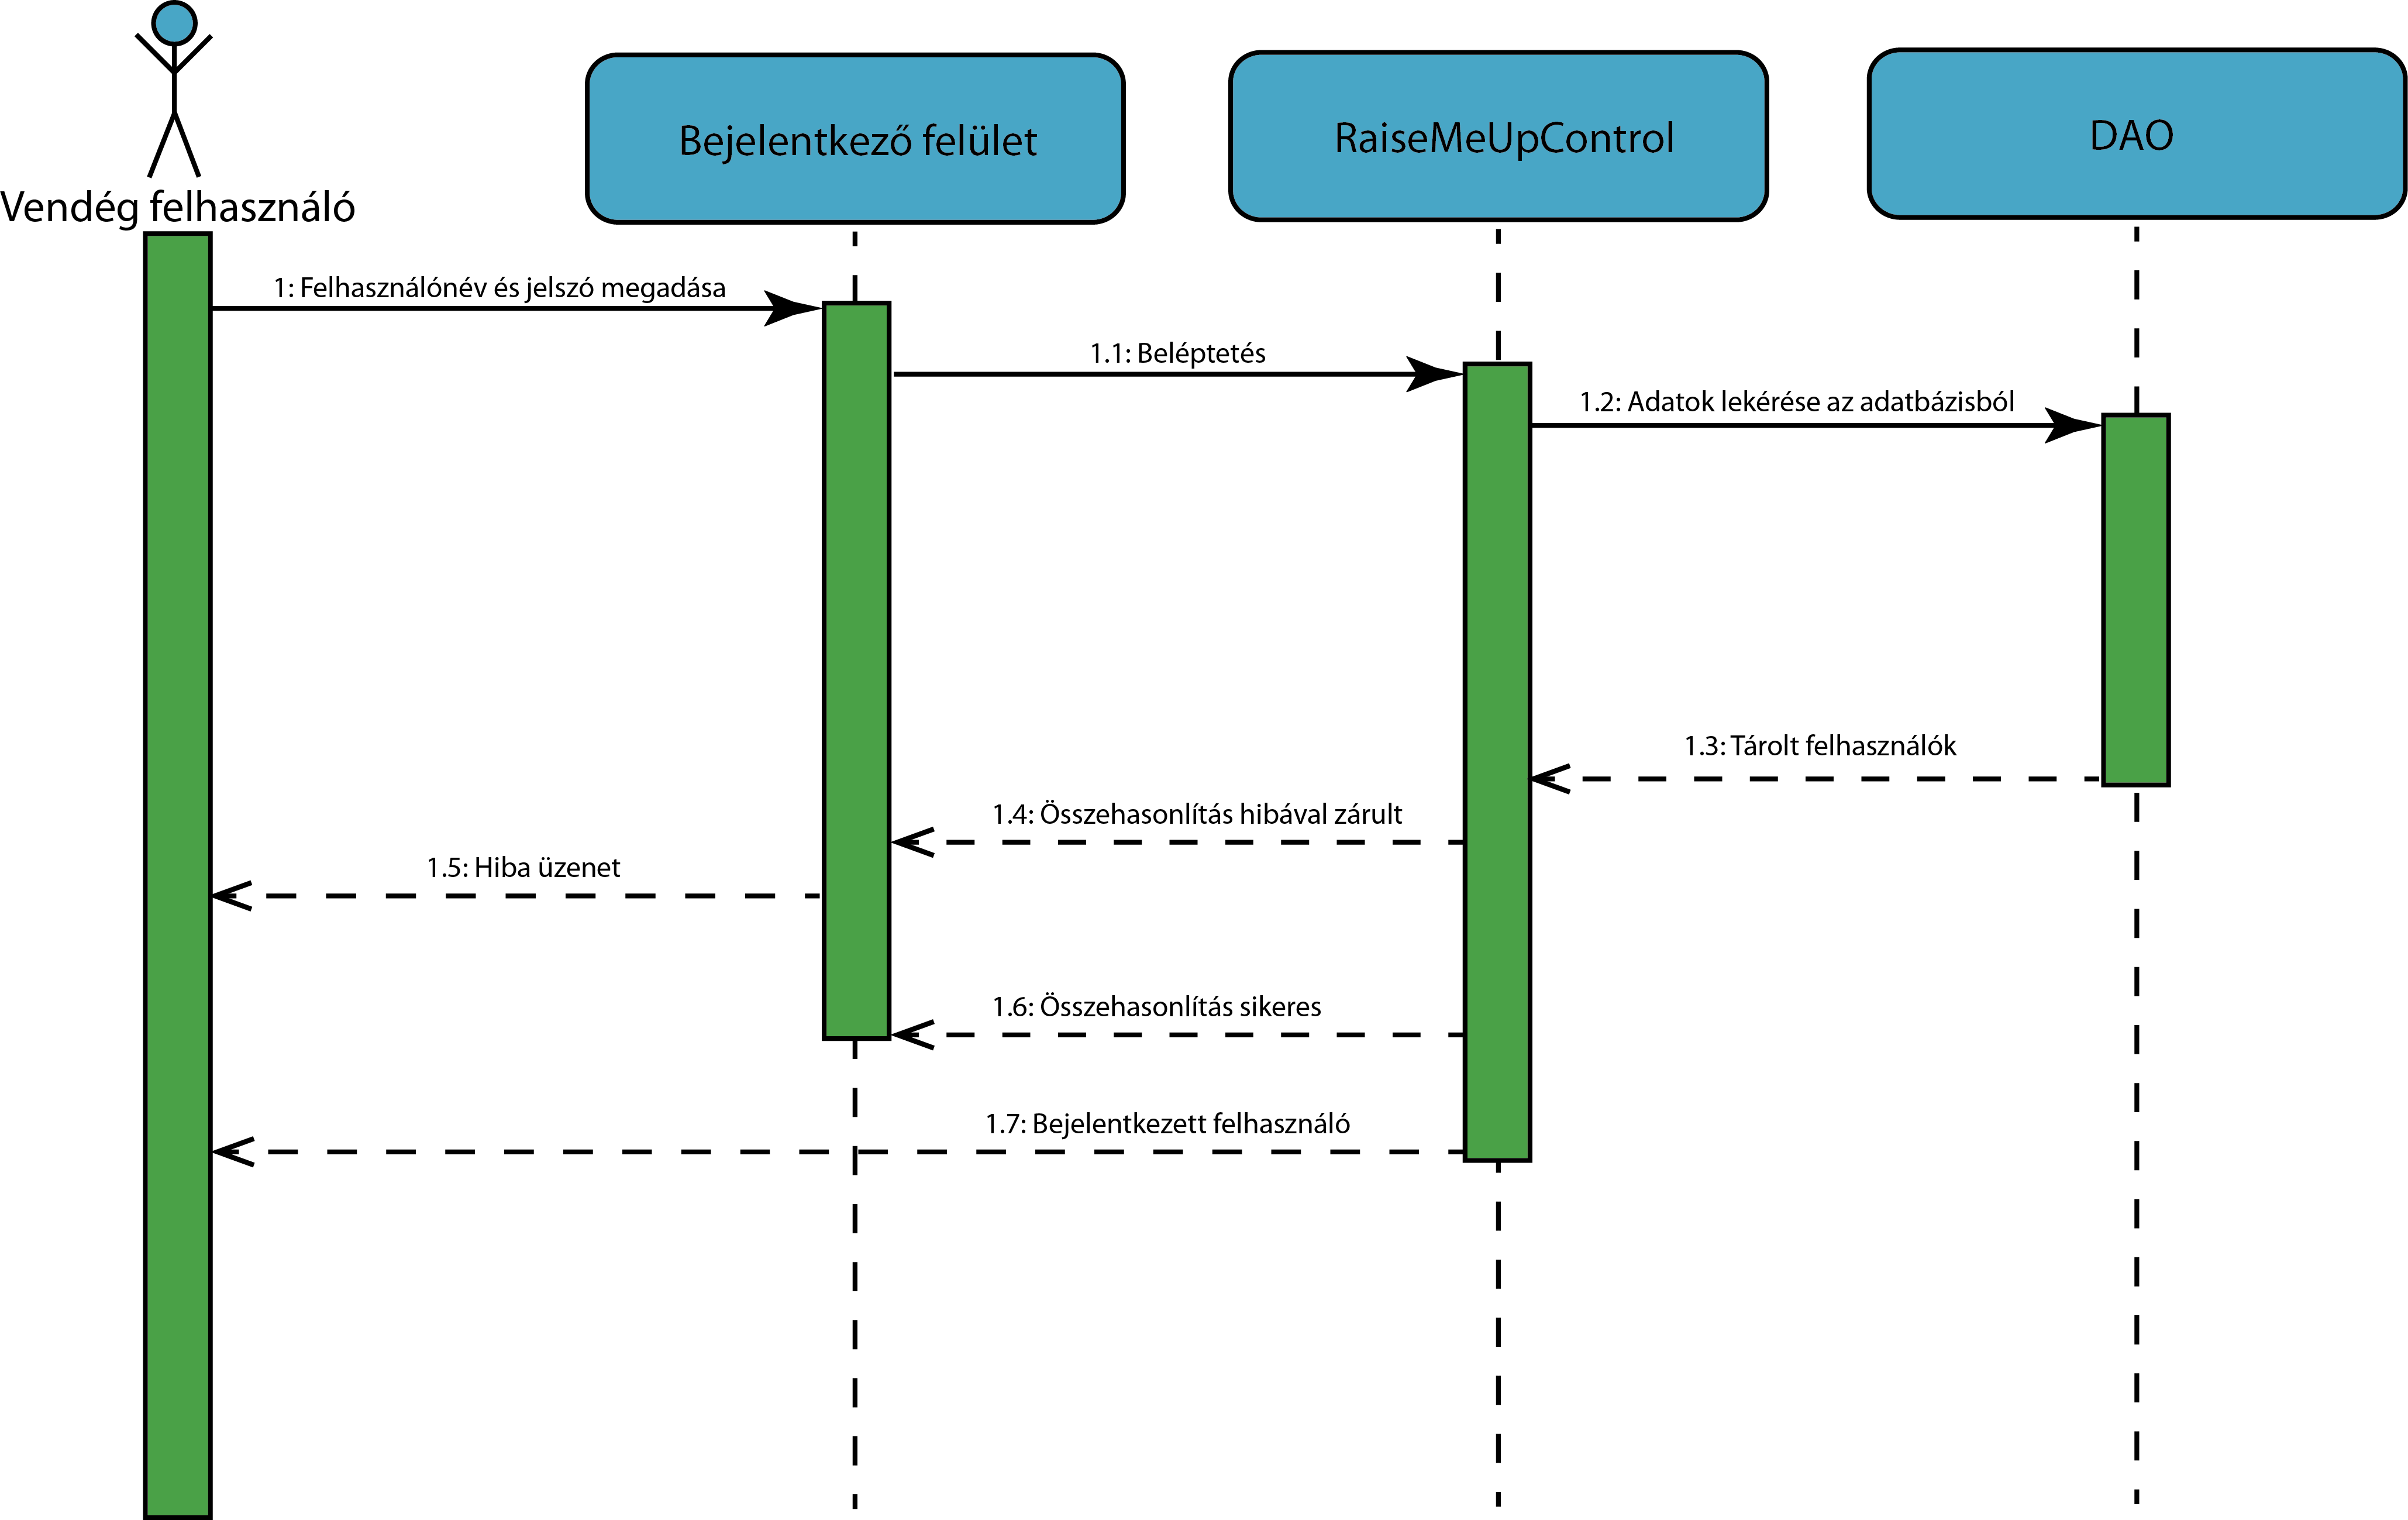 Vendég felhasználó
Bejelentkező felület
RaiseMeUpControl
DAO
1: Felhasználónév és jelszó megadása
1.1: Beléptetés
1.2: Adatok lekérése az adatbázisból
1.3: Tárolt felhasználók
1.4: Összehasonlítás hibával zárult
1.5: Hiba üzenet
1.6: Összehasonlítás sikeres
1.7: Bejelentkezett felhasználó